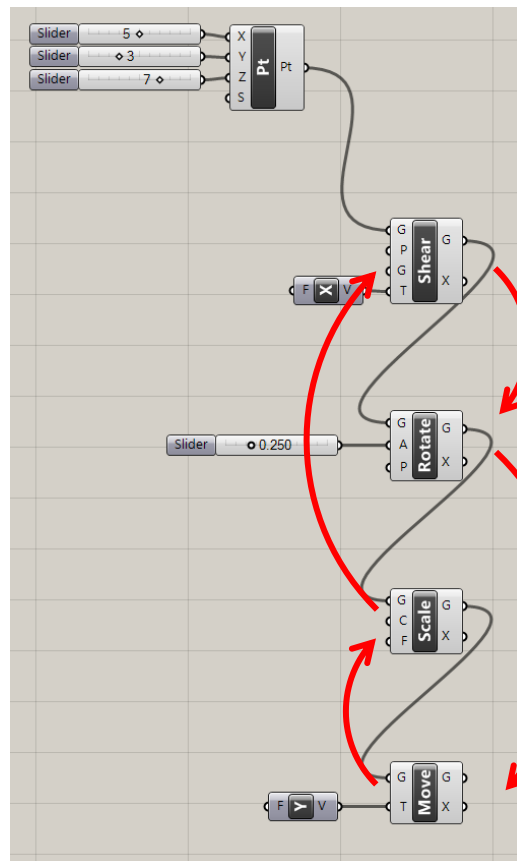 Slider 5
Slider 3
Slider 7
X
Y
Z
S
Pt
Pt
G
P
G
T
Shear
G
X
F X V
Slider 0.250
G
A
P
Rotate
G
X
G
C
F
Scale
G
X
G
T
Move
G
X
F Y V